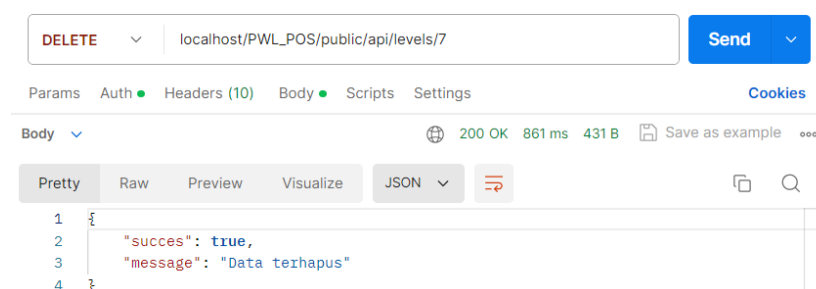 DELETE localhost/PWL_POS/public/api/levels/7 Send
Params Auth Headers (10) Body Scripts Settings Cookies
Body 200 OK 861 ms 431 B Save as example
Pretty Raw Preview Visualize JSON
1 {
2 "succes": true,
3 "message": "Data terhapus"
4 }